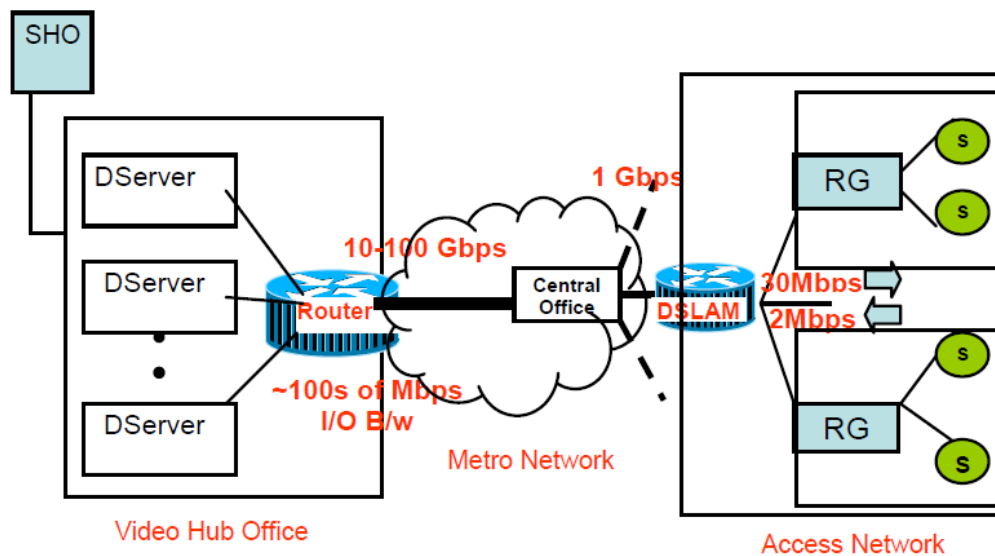 SHO
DServer
DServer
DServer
Router
~100s of Mbps
I/O B/w
Video Hub Office
10-100 Gbps
Central
Office
Metro Network
1 Gbps
DSLAM
30Mbps
2Mbps
RG
S
S
RG
S
S
Access Network